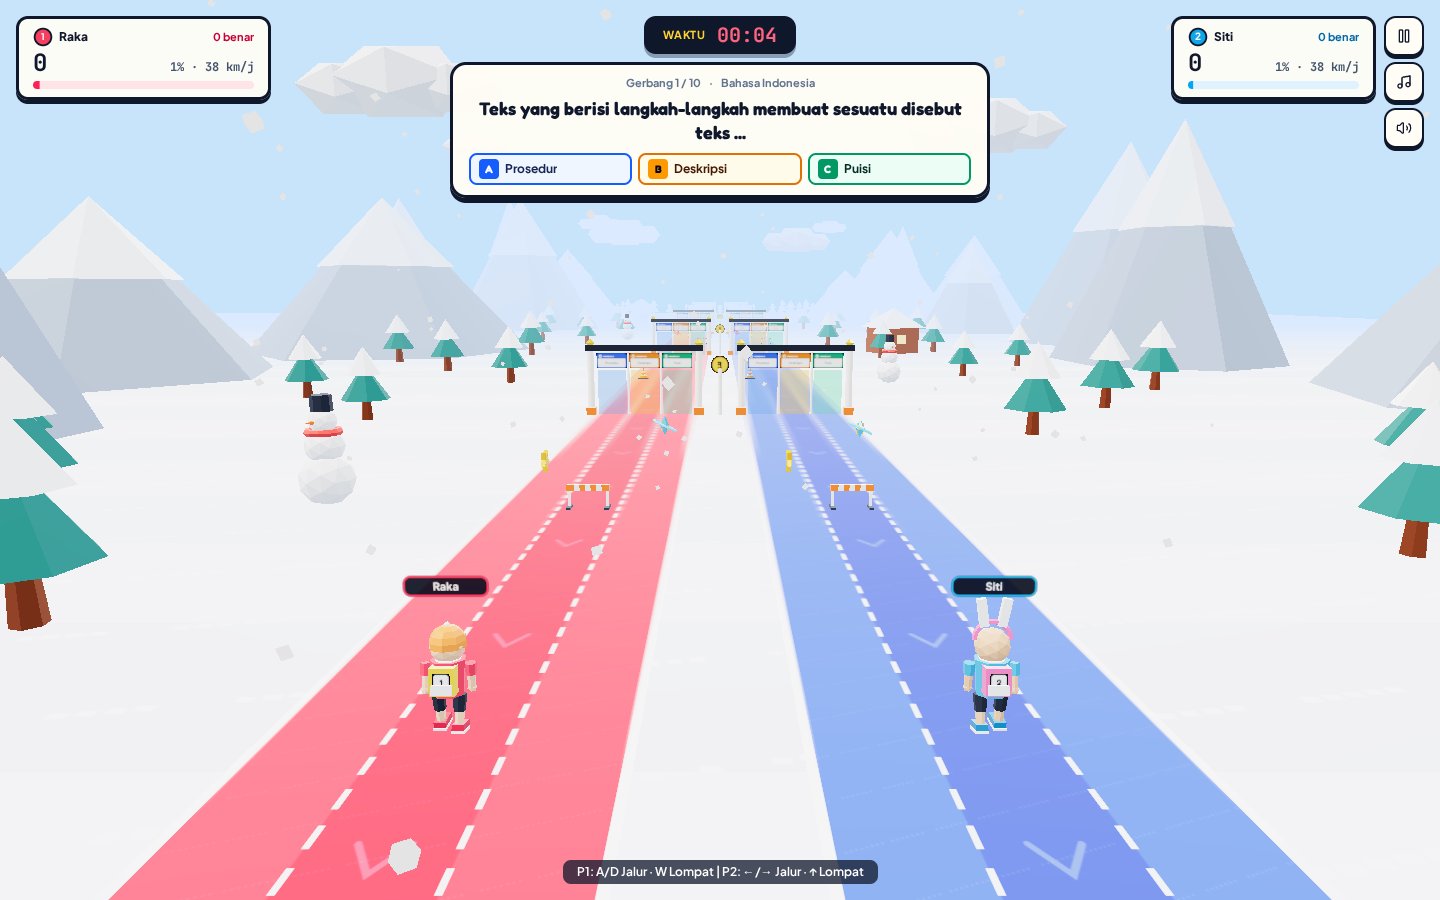 1 Raka 0 benar
0 1% · 38 km/j
WAKTU 00:04
Gerbang 1 / 10 · Bahasa Indonesia
Teks yang berisi langkah-langkah membuat sesuatu disebut
teks ...
A Prosedur B Deskripsi C Puisi
2 Siti 0 benar
0 1% · 38 km/j
Raka
Siti
1
2
P1: A/D Jalur · W Lompat | P2: ←/→ Jalur · ↑ Lompat